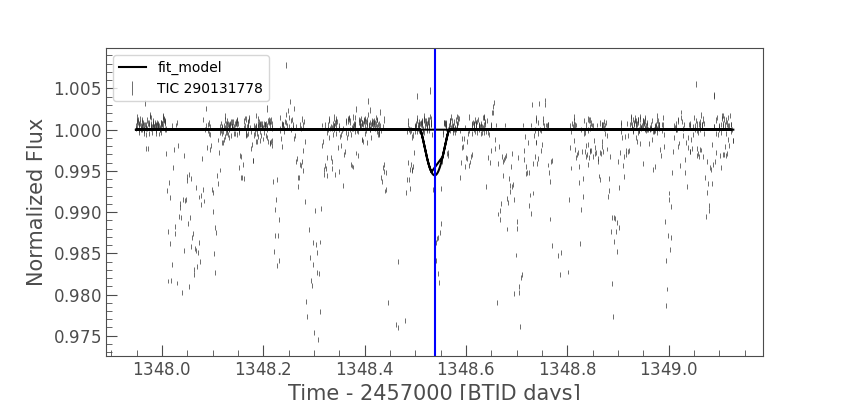 fit_model
TIC 290131778
1.005
1.000
0.995
0.990
0.985
0.980
0.975
Normalized Flux
1348.0 1348.2 1348.4 1348.6 1348.8 1349.0
Time - 2457000 [BTJD days]